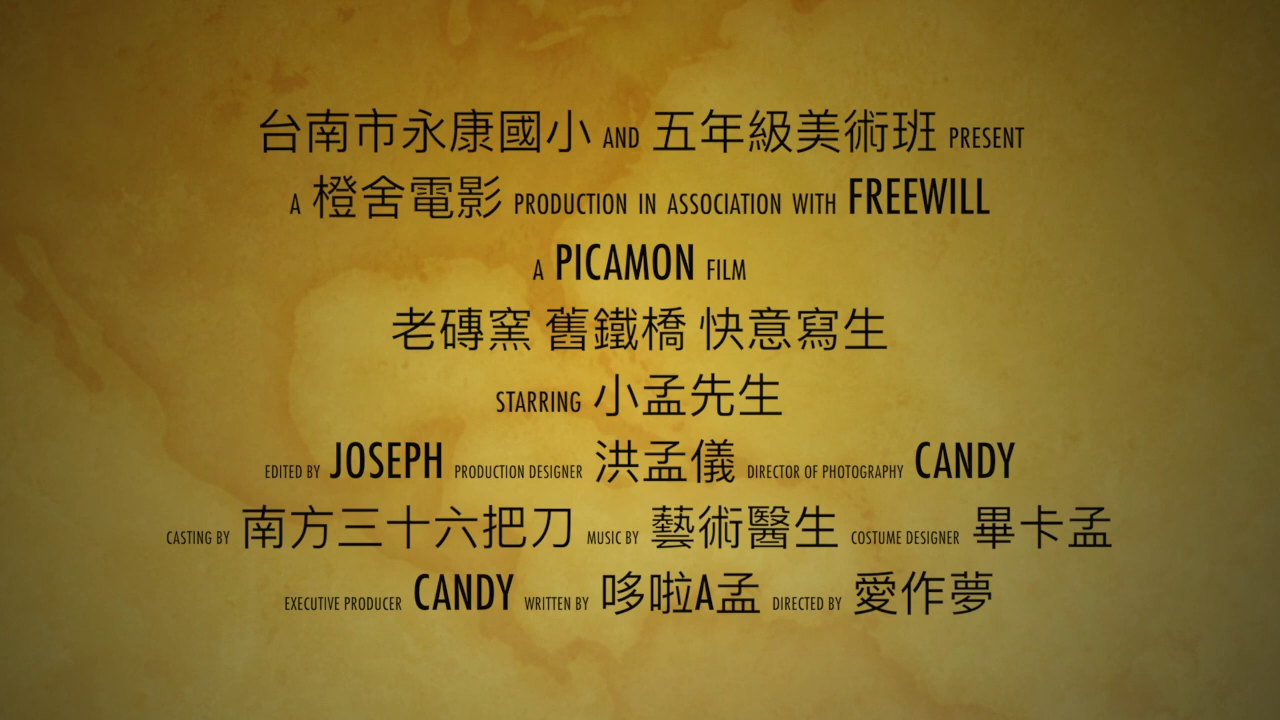 台南市永康國小 AND 五年級美術班 PRESENT
A 橙舍電影 PRODUCTION IN ASSOCIATION WITH FREEWILL
A PICAMON FILM
老磚窯 舊鐵橋 快意寫生
STARRING 小孟先生
EDITED BY JOSEPH PRODUCTION DESIGNER 洪孟儀 DIRECTOR OF PHOTOGRAPHY CANDY
CASTING BY 南方三十六把刀 MUSIC BY 藝術醫生 COSTUME DESIGNER 畢卡孟
EXECUTIVE PRODUCER CANDY WRITTEN BY 哆啦A孟 DIRECTED BY 愛作夢